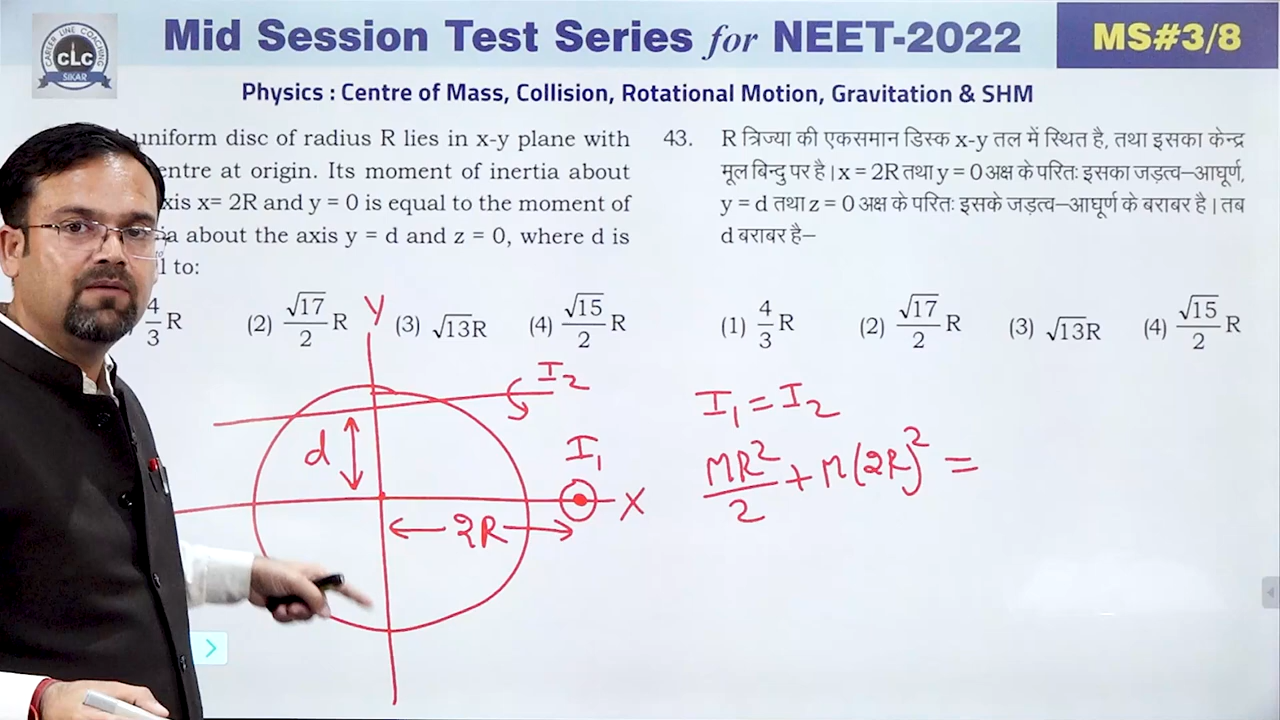 CAREER LINE COACHING
CLC
SIKAR
Mid Session Test Series for NEET-2022
MS#3/8
Physics : Centre of Mass, Collision, Rotational Motion, Gravitation & SHM
uniform disc of radius R lies in x-y plane with
entre at origin. Its moment of inertia about
xis x= 2R and y = 0 is equal to the moment of
ia about the axis y = d and z = 0, where d is
l to:
4/3 R (2) √17/2 R (3) √13R (4) √15/2 R
43. R त्रिज्या की एकसमान डिस्क x-y तल में स्थित है, तथा इसका केन्द्र
मूल बिन्दु पर है। x = 2R तथा y = 0 अक्ष के परितः इसका जड़त्व–आघूर्ण,
y = d तथा z = 0 अक्ष के परितः इसके जड़त्व–आघूर्ण के बराबर है। तब
d बराबर है–
(1) 4/3 R (2) √17/2 R (3) √13R (4) √15/2 R
Y
I₂
d
I₁
X
2R
I₁ = I₂
MR²/2 + M(2R)² =